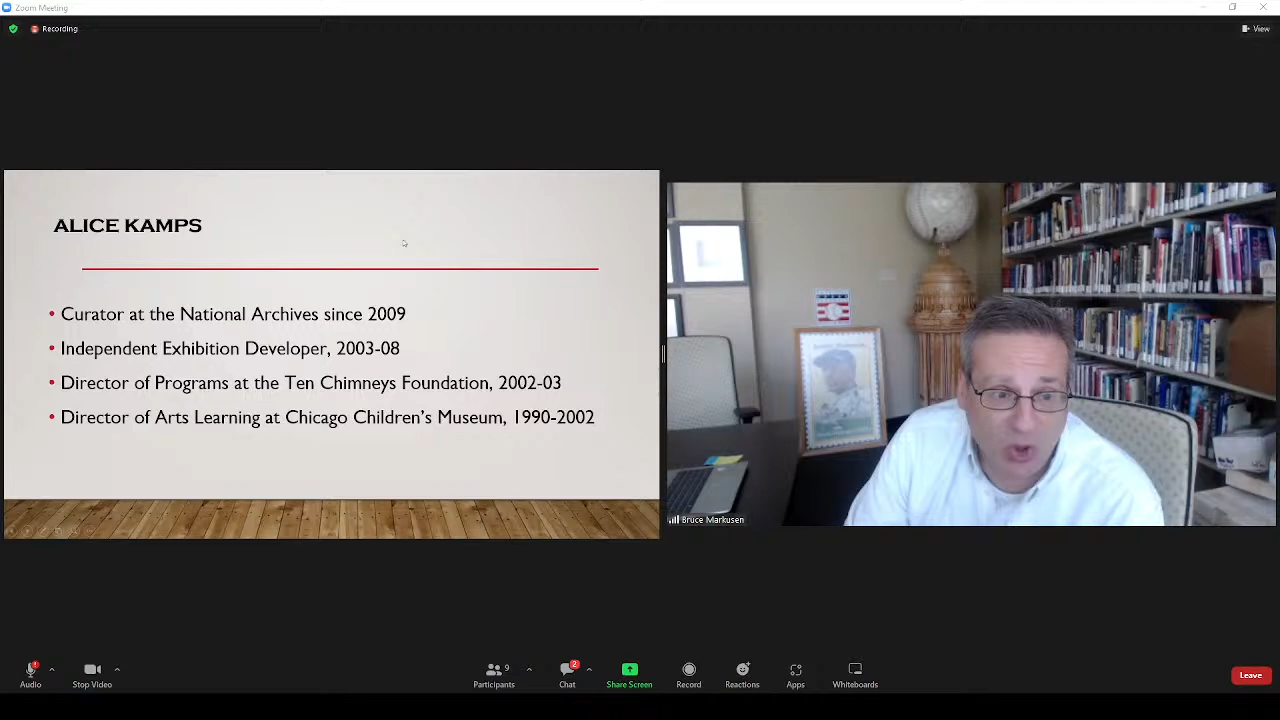 Zoom Meeting
Recording
View
ALICE KAMPS
• Curator at the National Archives since 2009
• Independent Exhibition Developer, 2003-08
• Director of Programs at the Ten Chimneys Foundation, 2002-03
• Director of Arts Learning at Chicago Children's Museum, 1990-2002
Bruce Markusen
9
2
Audio
Stop Video
Participants
Chat
Share Screen
Record
Reactions
Apps
Whiteboards
Leave